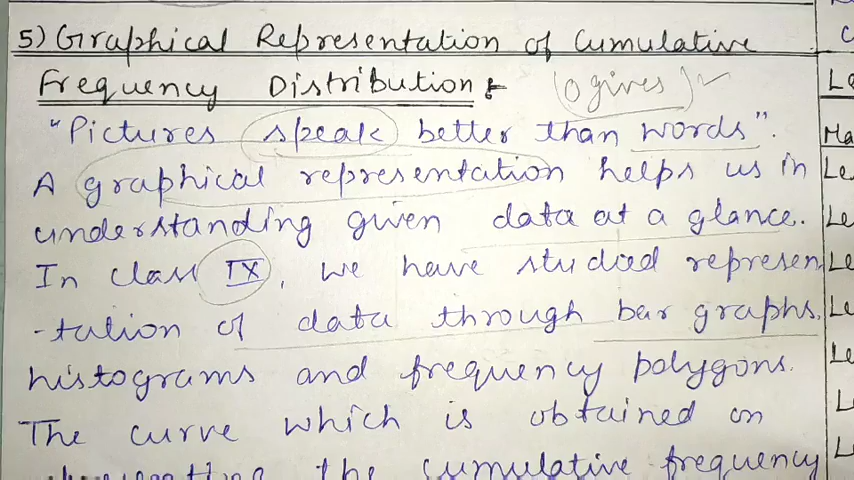 5) Graphical Representation of Cumulative
Frequency Distribution :- (Ogives)
"Pictures speak better than words".
A graphical representation helps us in
understanding given data at a glance.
In class IX, we have studied represen
-tation of data through bar graphs,
histograms and frequency polygons.
The curve which is obtained on
the cumulative frequency